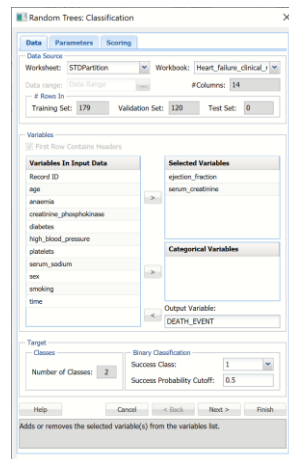 Random Trees: Classification
Data Parameters Scoring
Data Source
Worksheet: STDPartition Workbook: Heart_failure_clinical_r
Data range: Data Range ... #Columns: 14
# Rows In
Training Set: 179 Validation Set: 120 Test Set: 0
Variables
First Row Contains Headers
Variables In Input Data
Record ID
age
anaemia
creatinine_phosphokinase
diabetes
high_blood_pressure
platelets
serum_sodium
sex
smoking
time
>
>
<
Selected Variables
ejection_fraction
serum_creatinine
Categorical Variables
Output Variable:
DEATH_EVENT
Target
Classes
Number of Classes: 2
Binary Classification
Success Class: 1
Success Probability Cutoff: 0.5
Help Cancel < Back Next > Finish
Adds or removes the selected variable(s) from the variables list.